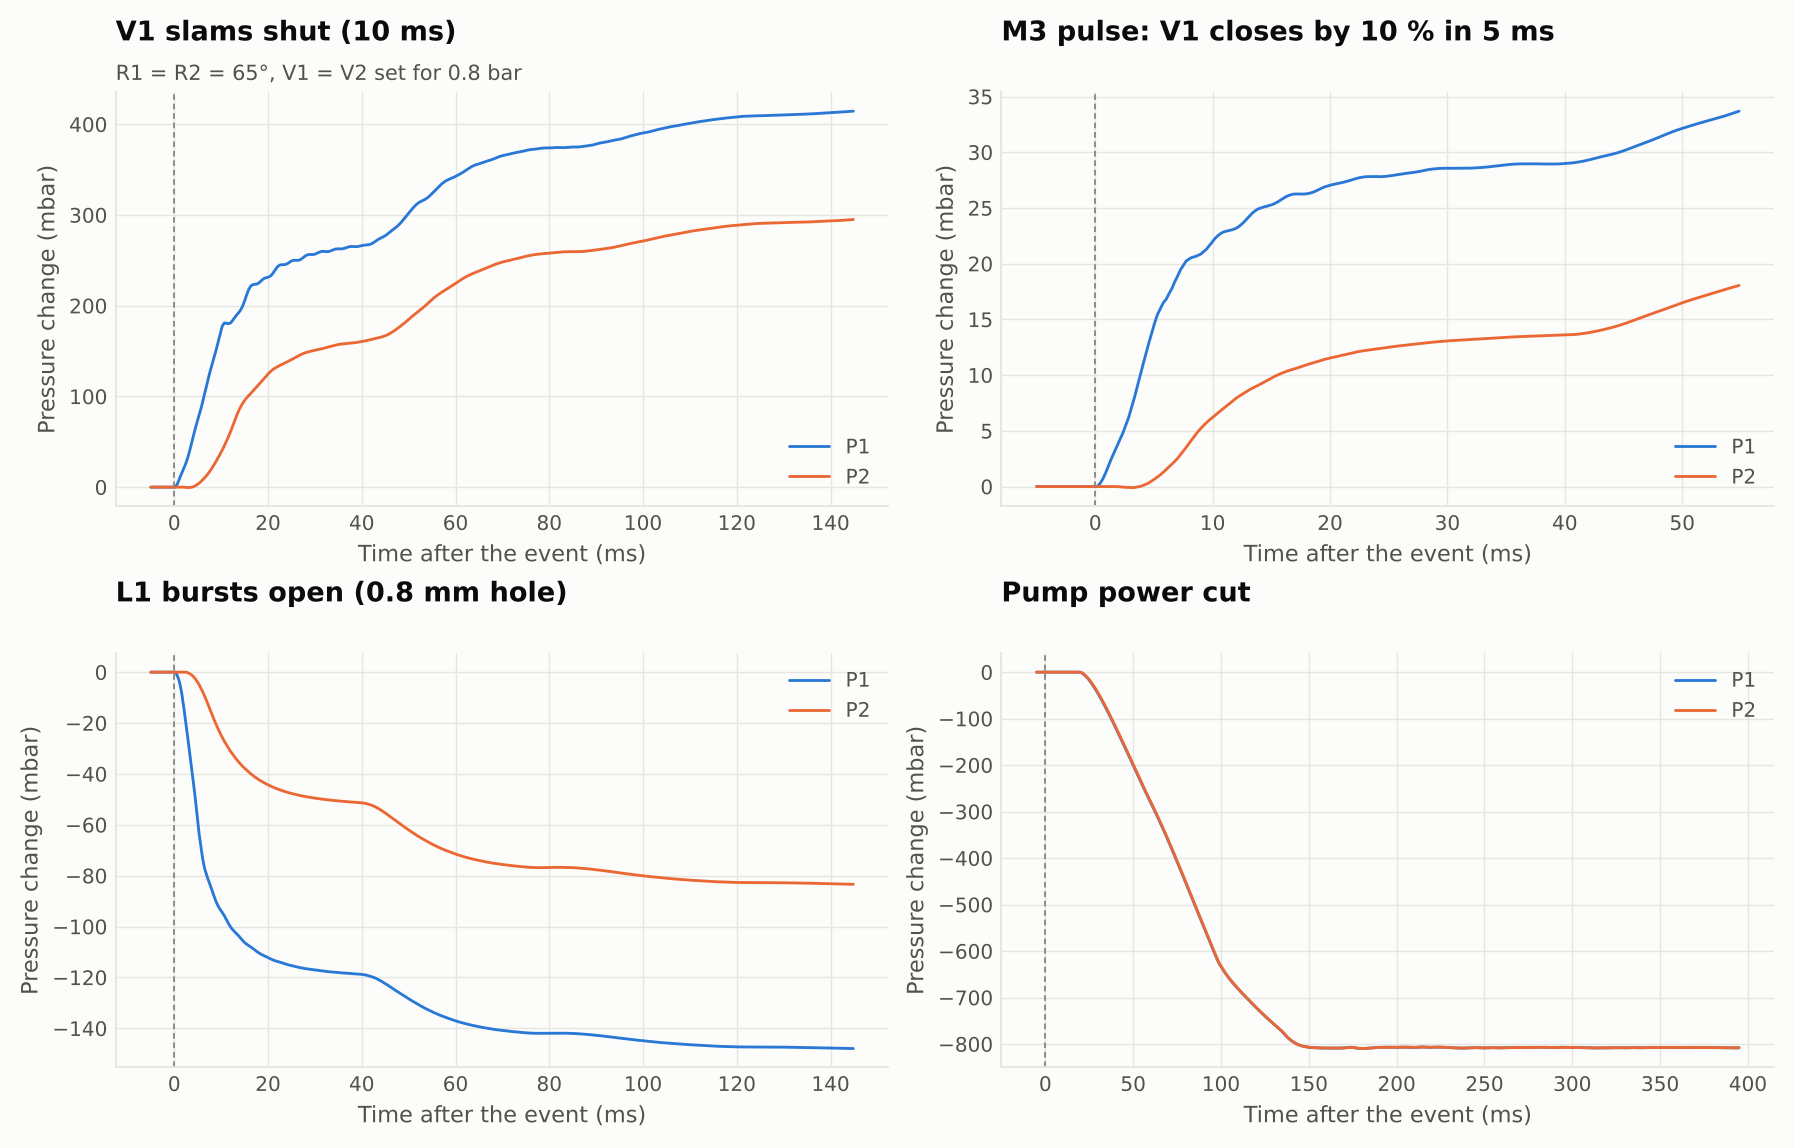 V1 slams shut (10 ms)
R1 = R2 = 65°, V1 = V2 set for 0.8 bar
Pressure change (mbar)
400
300
200
100
0
P1
P2
0 20 40 60 80 100 120 140
Time after the event (ms)
M3 pulse: V1 closes by 10 % in 5 ms
Pressure change (mbar)
35
30
25
20
15
10
5
0
P1
P2
0 10 20 30 40 50
Time after the event (ms)
L1 bursts open (0.8 mm hole)
Pressure change (mbar)
0
−20
−40
−60
−80
−100
−120
−140
P1
P2
0 20 40 60 80 100 120 140
Time after the event (ms)
Pump power cut
Pressure change (mbar)
0
−100
−200
−300
−400
−500
−600
−700
−800
P1
P2
0 50 100 150 200 250 300 350 400
Time after the event (ms)